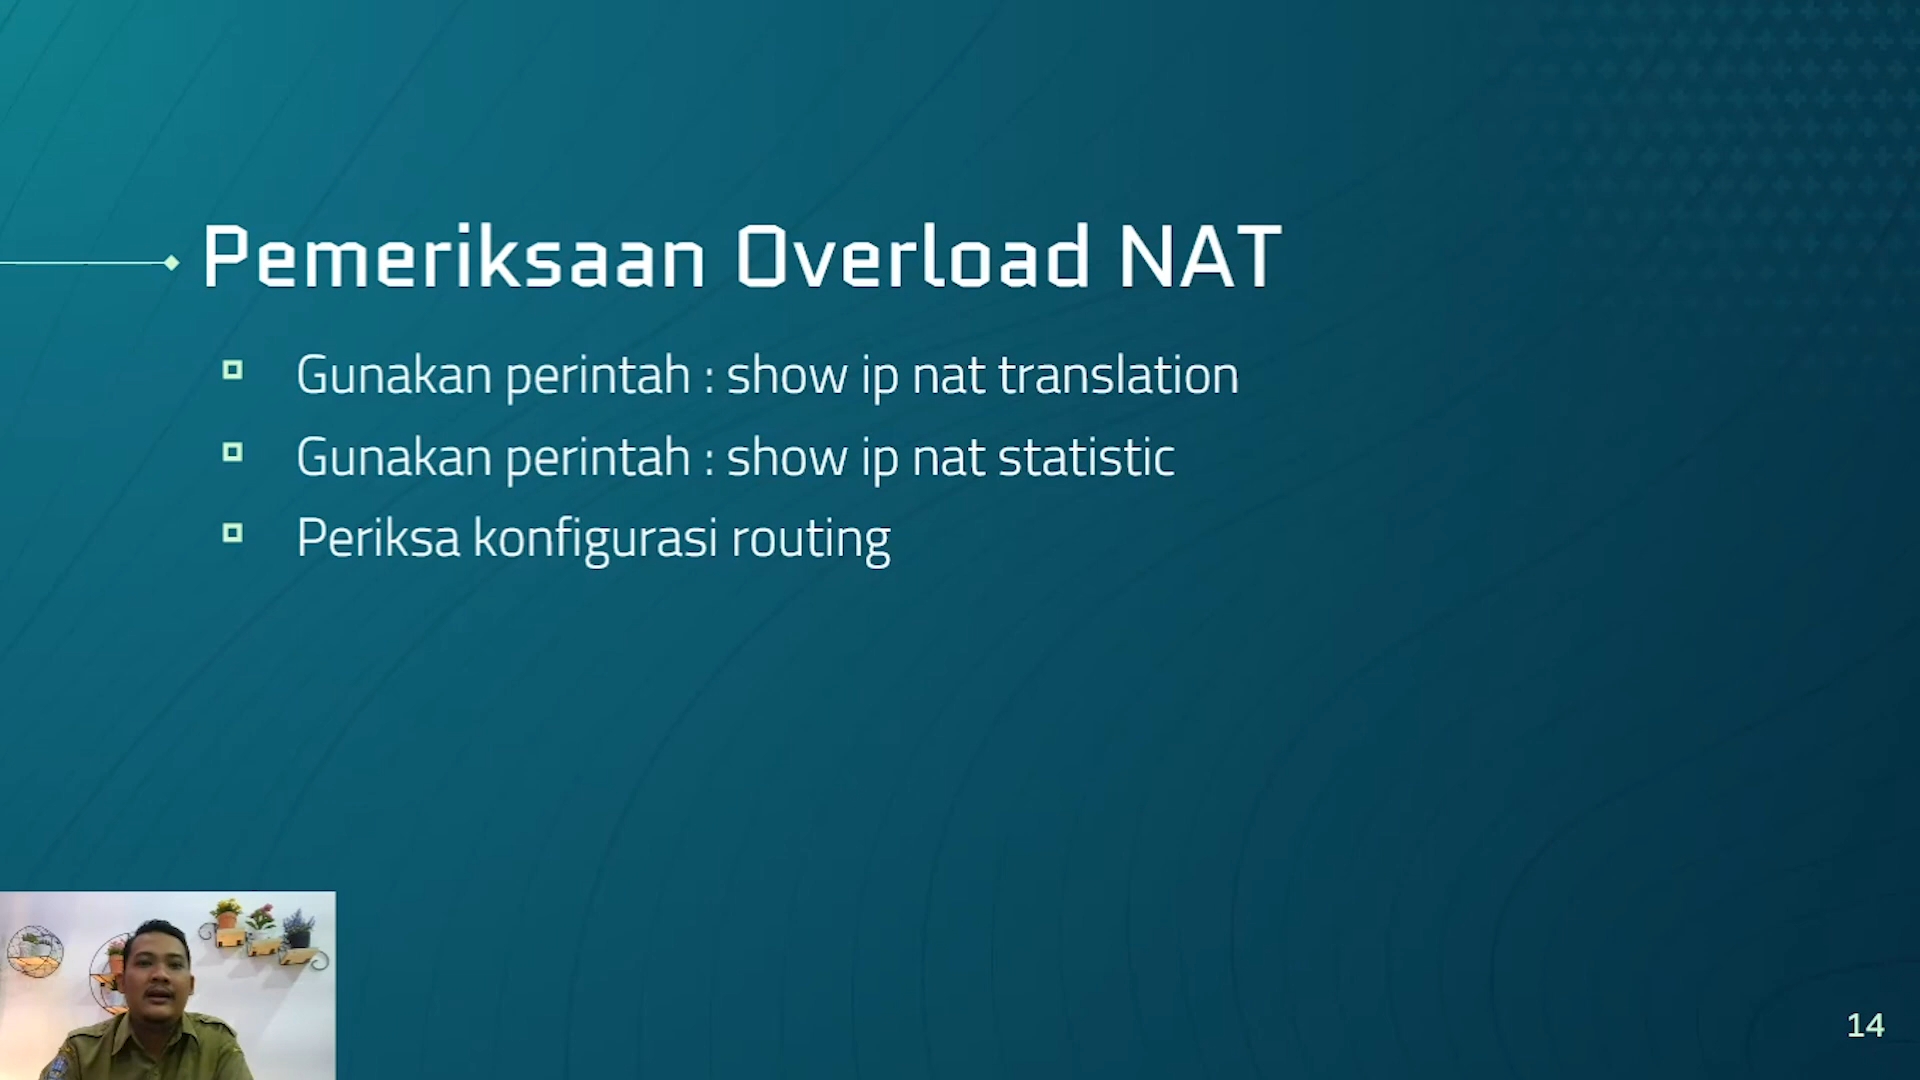 Pemeriksaan Overload NAT
Gunakan perintah : show ip nat translation
Gunakan perintah : show ip nat statistic
Periksa konfigurasi routing
14